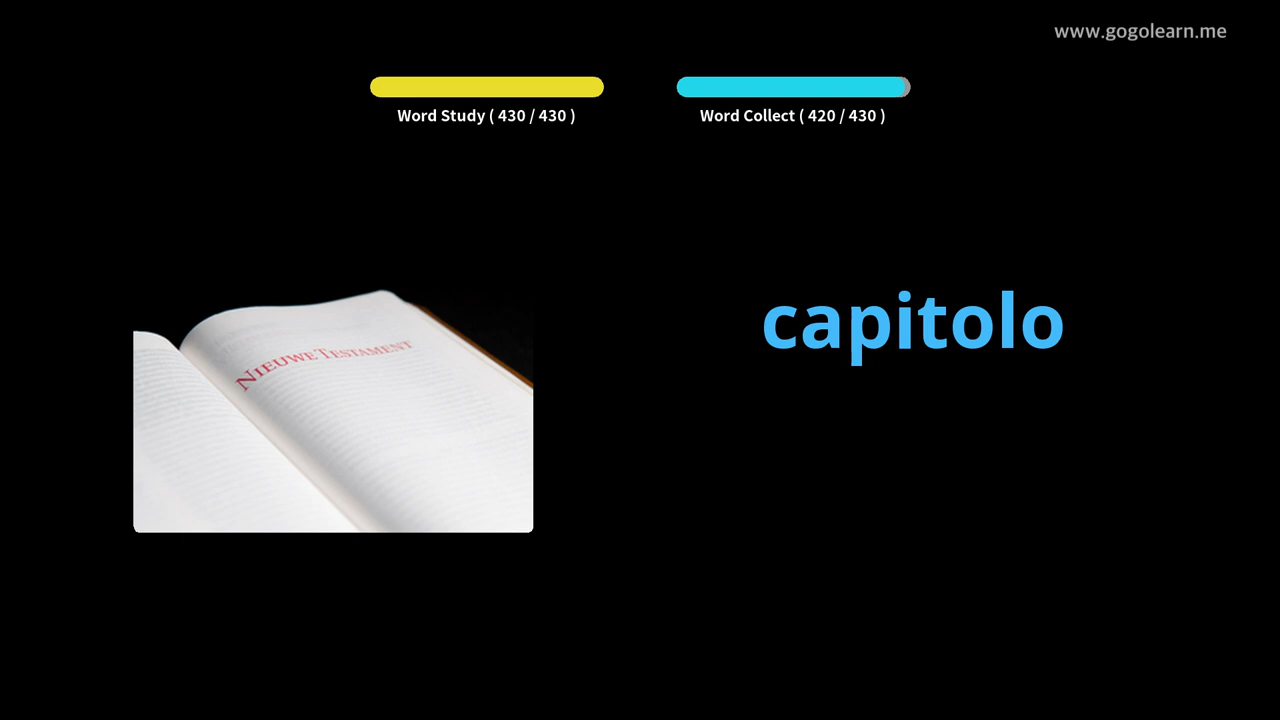 www.gogolearn.me
Word Study ( 430 / 430 )
Word Collect ( 420 / 430 )
capitolo
NIEUWE TESTAMENT